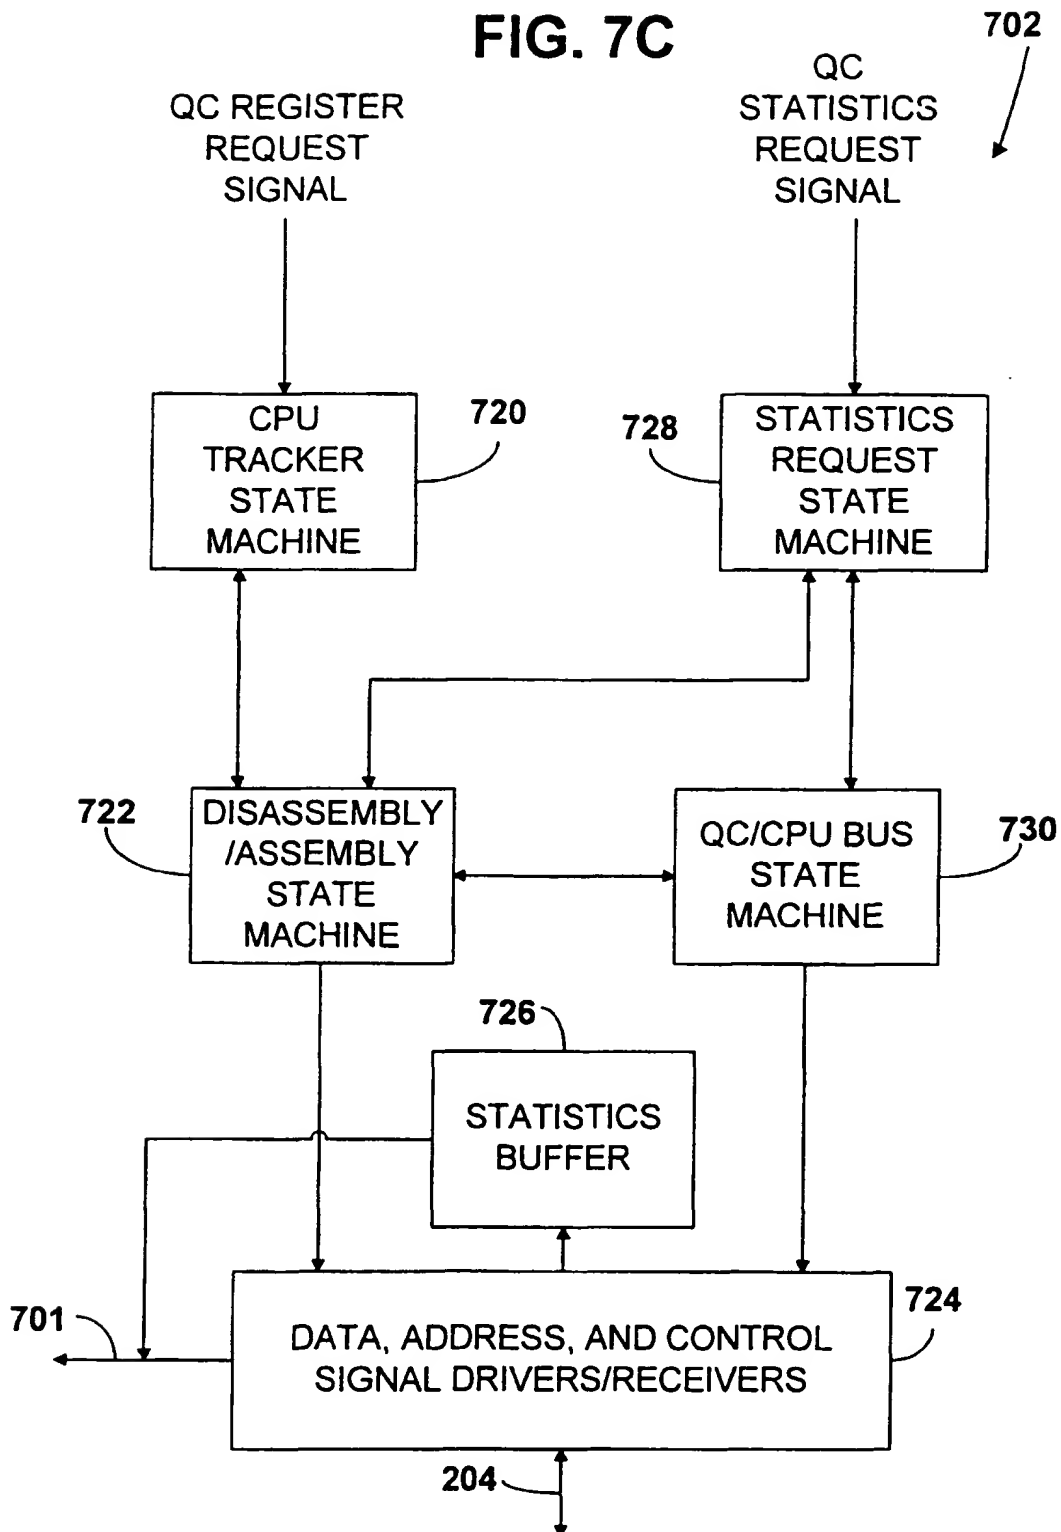 FIG. 7C
702
QC REGISTER
REQUEST
SIGNAL
QC
STATISTICS
REQUEST
SIGNAL
CPU
TRACKER
STATE
MACHINE
720
728
STATISTICS
REQUEST
STATE
MACHINE
722
DISASSEMBLY
/ASSEMBLY
STATE
MACHINE
QC/CPU BUS
STATE
MACHINE
730
726
STATISTICS
BUFFER
701
DATA, ADDRESS, AND CONTROL
SIGNAL DRIVERS/RECEIVERS
724
204